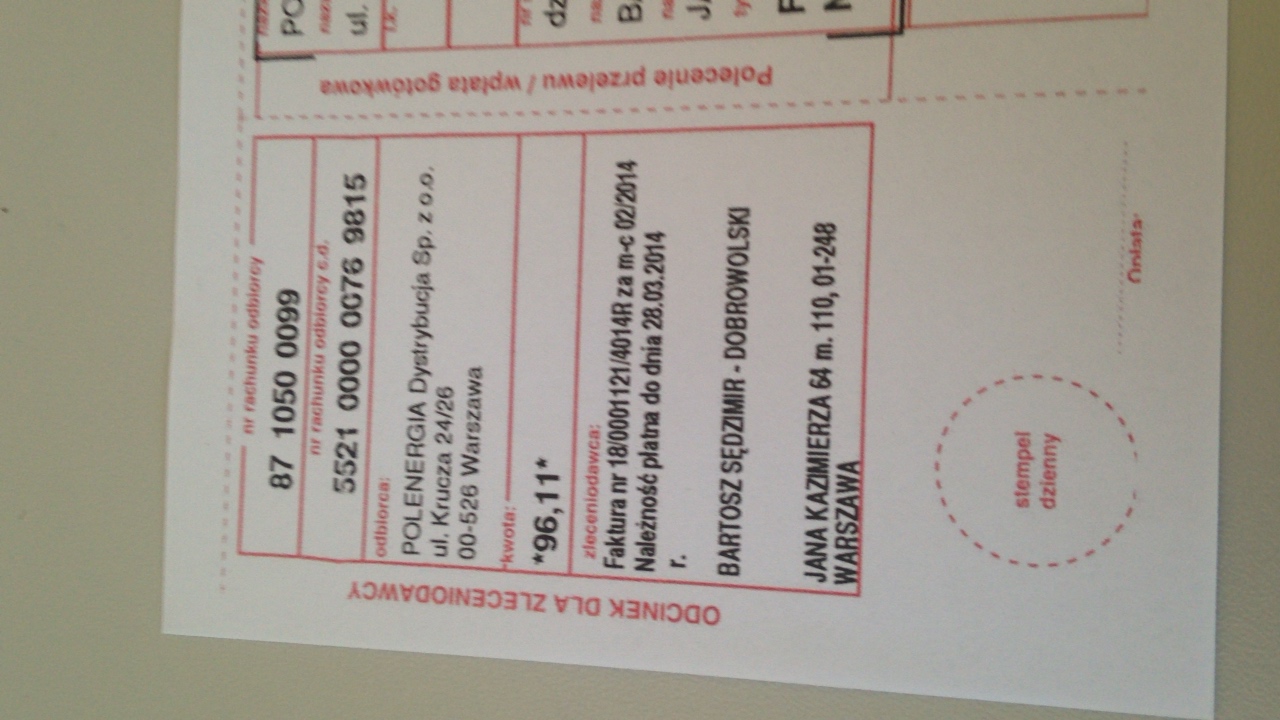 nr rachunku odbiorcy
87 1050 0099
nr rachunku odbiorcy c.d.
5521 0000 0076 9815
odbiorca:
POLENERGIA Dystrybucja Sp. z o.o.
ul. Krucza 24/26
00-526 Warszawa
kwota:
*96,11*
zleceniodawca:
Faktura nr 18/0001121/4014R za m-c 02/2014
Należność płatna do dnia 28.03.2014
r.
BARTOSZ SĘDZIMIR - DOBROWOLSKI
JANA KAZIMIERZA 64 m. 110, 01-248
WARSZAWA
ODCINEK DLA ZLECENIODAWCY
stempel
dzienny
Opłata
Polecenie przelewu / wpłata gotówkowa
ul.